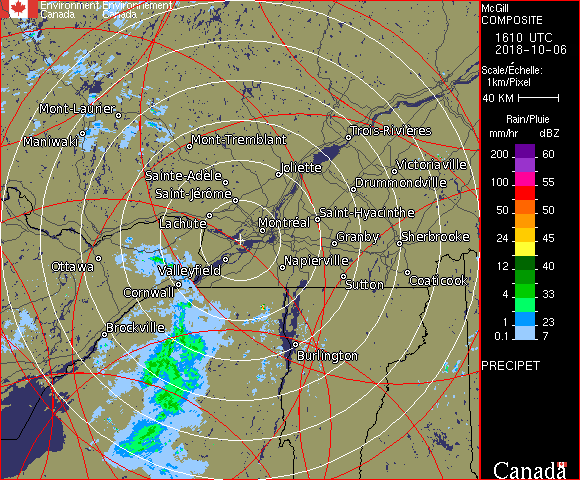 Environment Environnement
Canada Canada
McGill
COMPOSITE
1610 UTC
2018-10-06
Scale/Échelle:
1km/Pixel
40 KM
Rain/Pluie
mm/hr dBZ
200 60
100 55
50 50
24 45
12 40
4 33
1 23
0.1 7
PRECIPET
Canada
Mont-Laurier
Maniwaki
Mont-Tremblant
Trois-Rivières
Joliette
Victoriaville
Sainte-Adèle
Drummondville
Saint-Jérôme
Saint-Hyacinthe
Lachute
Montréal
Granby
Sherbrooke
Ottawa
Valleyfield
Napierville
Cornwall
Sutton
Coaticook
Brockville
Burlington